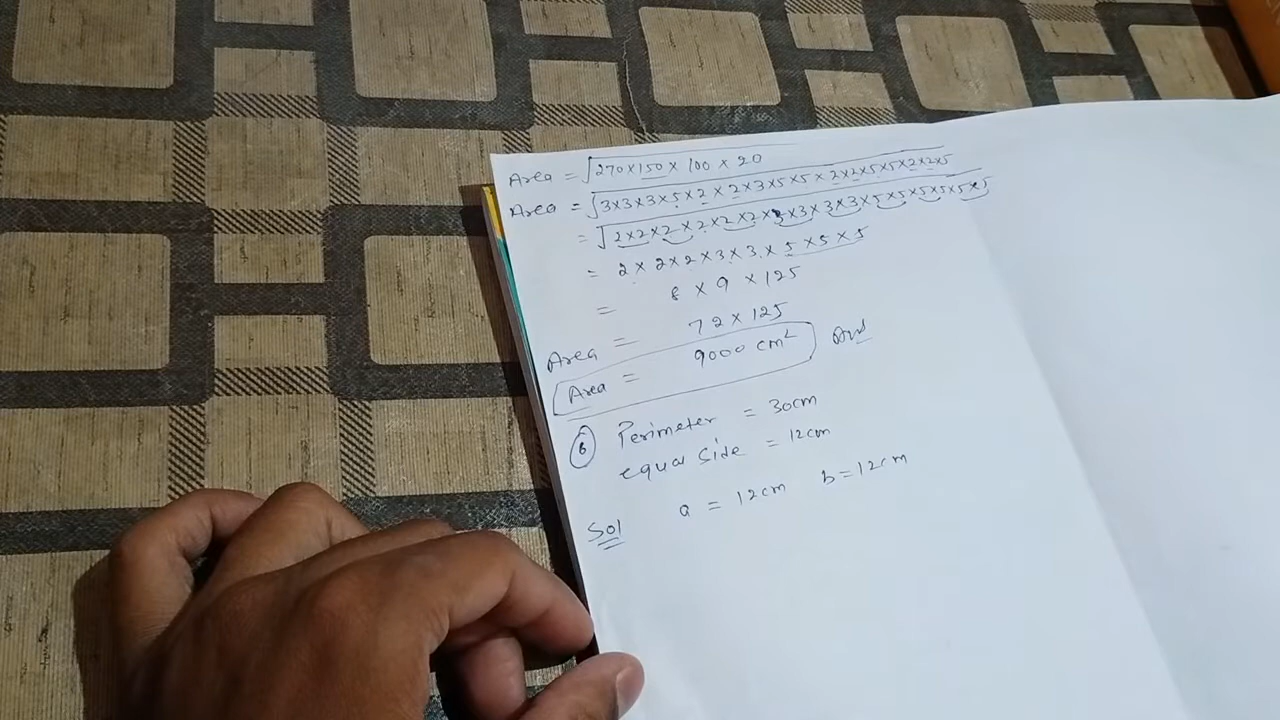 Area = √270×150×100×20
Area = √3×3×3×5×2×2×3×5×5×2×2×5×5×2×2×5
= √2×2×2×2×2×2×3×3×3×3×5×5×5×5×5×5
= 2×2×2×3×3×5×5×5
= 8×9×125
Area = 72×125
Area = 9000 cm² Ans
6 Perimeter = 30cm
equal side = 12cm
Sol a = 12cm b=12cm